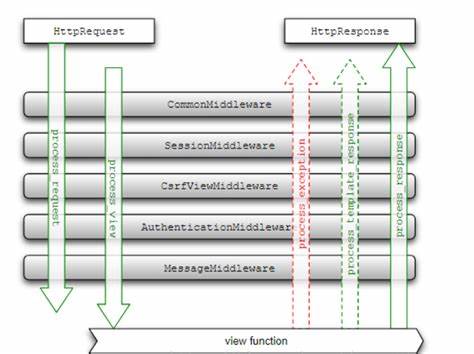 HttpRequest
HttpResponse
CommonMiddleware
SessionMiddleware
CsrfViewMiddleware
AuthenticationMiddleware
MessageMiddleware
process request
process view
process exception
process template response
process response
view function